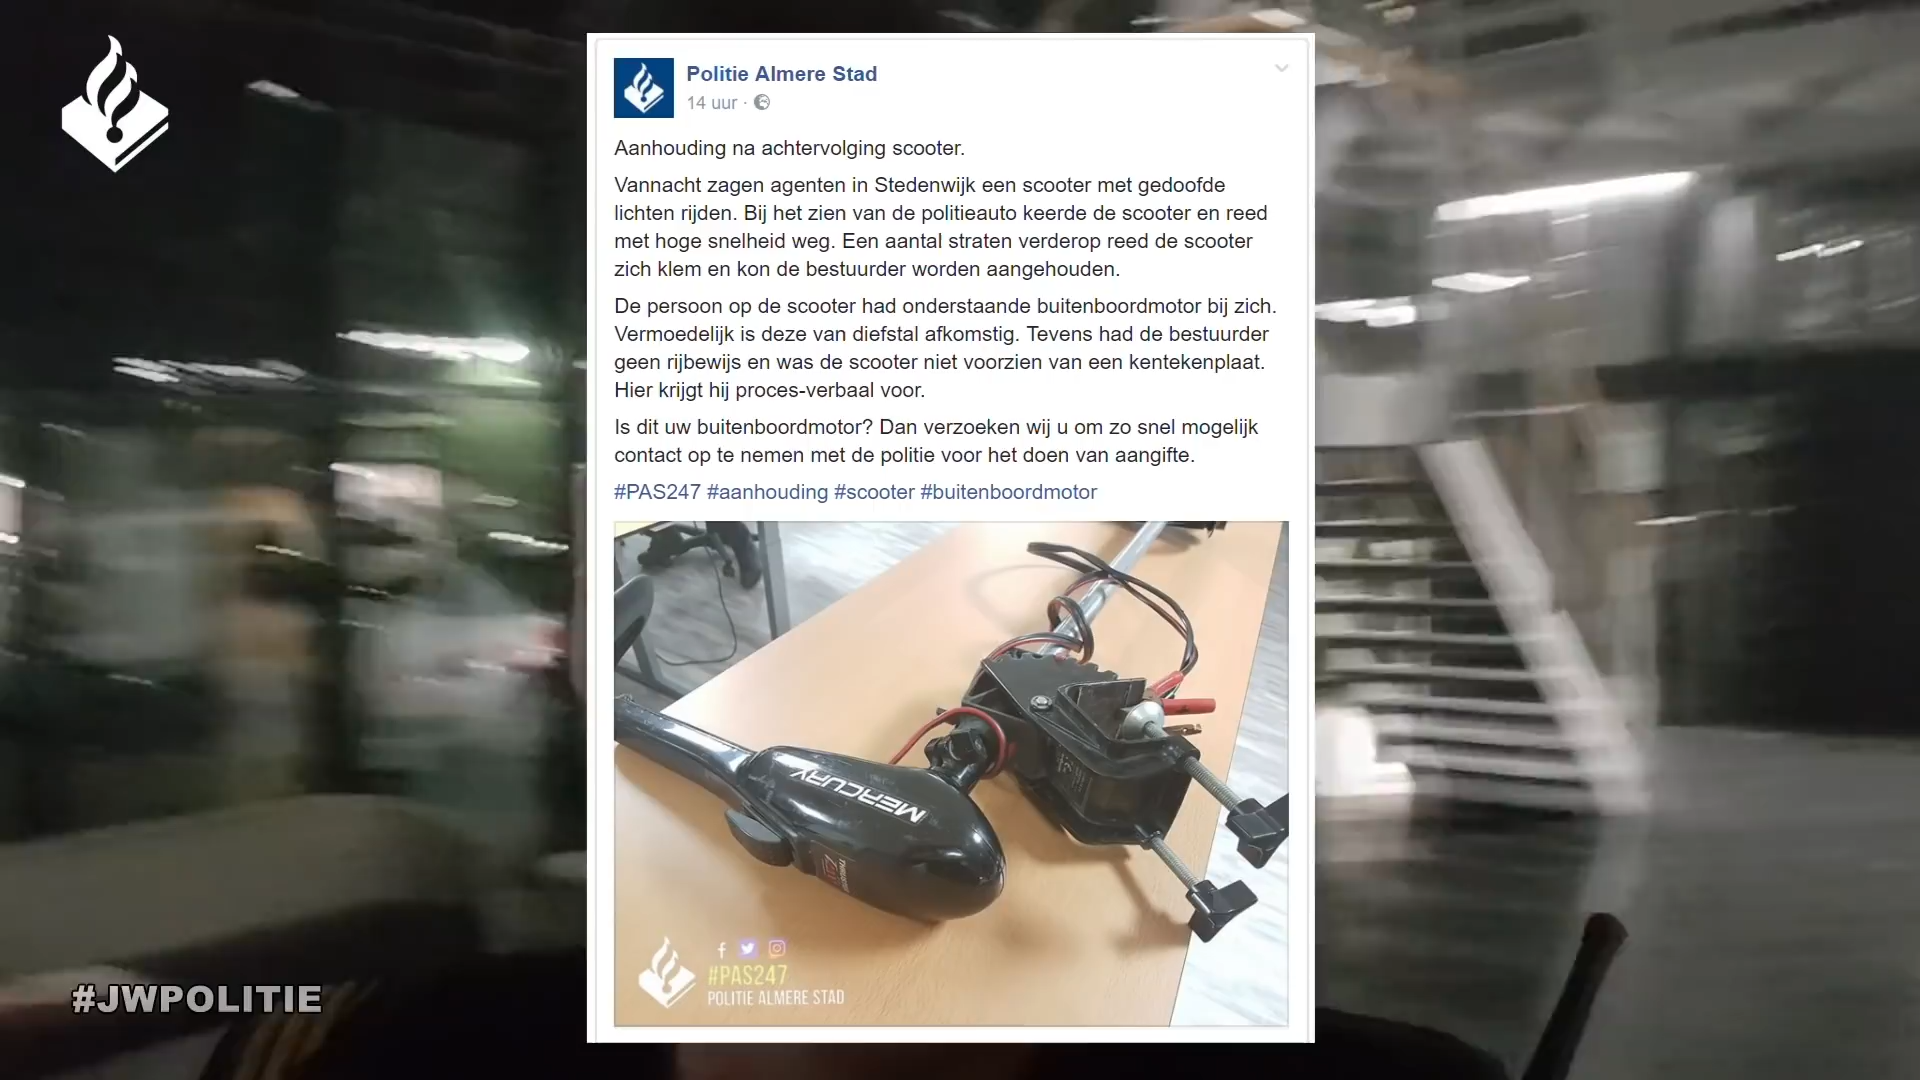 Politie Almere Stad
14 uur ·
Aanhouding na achtervolging scooter.
Vannacht zagen agenten in Stedenwijk een scooter met gedoofde
lichten rijden. Bij het zien van de politieauto keerde de scooter en reed
met hoge snelheid weg. Een aantal straten verderop reed de scooter
zich klem en kon de bestuurder worden aangehouden.
De persoon op de scooter had onderstaande buitenboordmotor bij zich.
Vermoedelijk is deze van diefstal afkomstig. Tevens had de bestuurder
geen rijbewijs en was de scooter niet voorzien van een kentekenplaat.
Hier krijgt hij proces-verbaal voor.
Is dit uw buitenboordmotor? Dan verzoeken wij u om zo snel mogelijk
contact op te nemen met de politie voor het doen van aangifte.
#PAS247 #aanhouding #scooter #buitenboordmotor
MERCURY
#PAS247
POLITIE ALMERE STAD
#JWPOLITIE